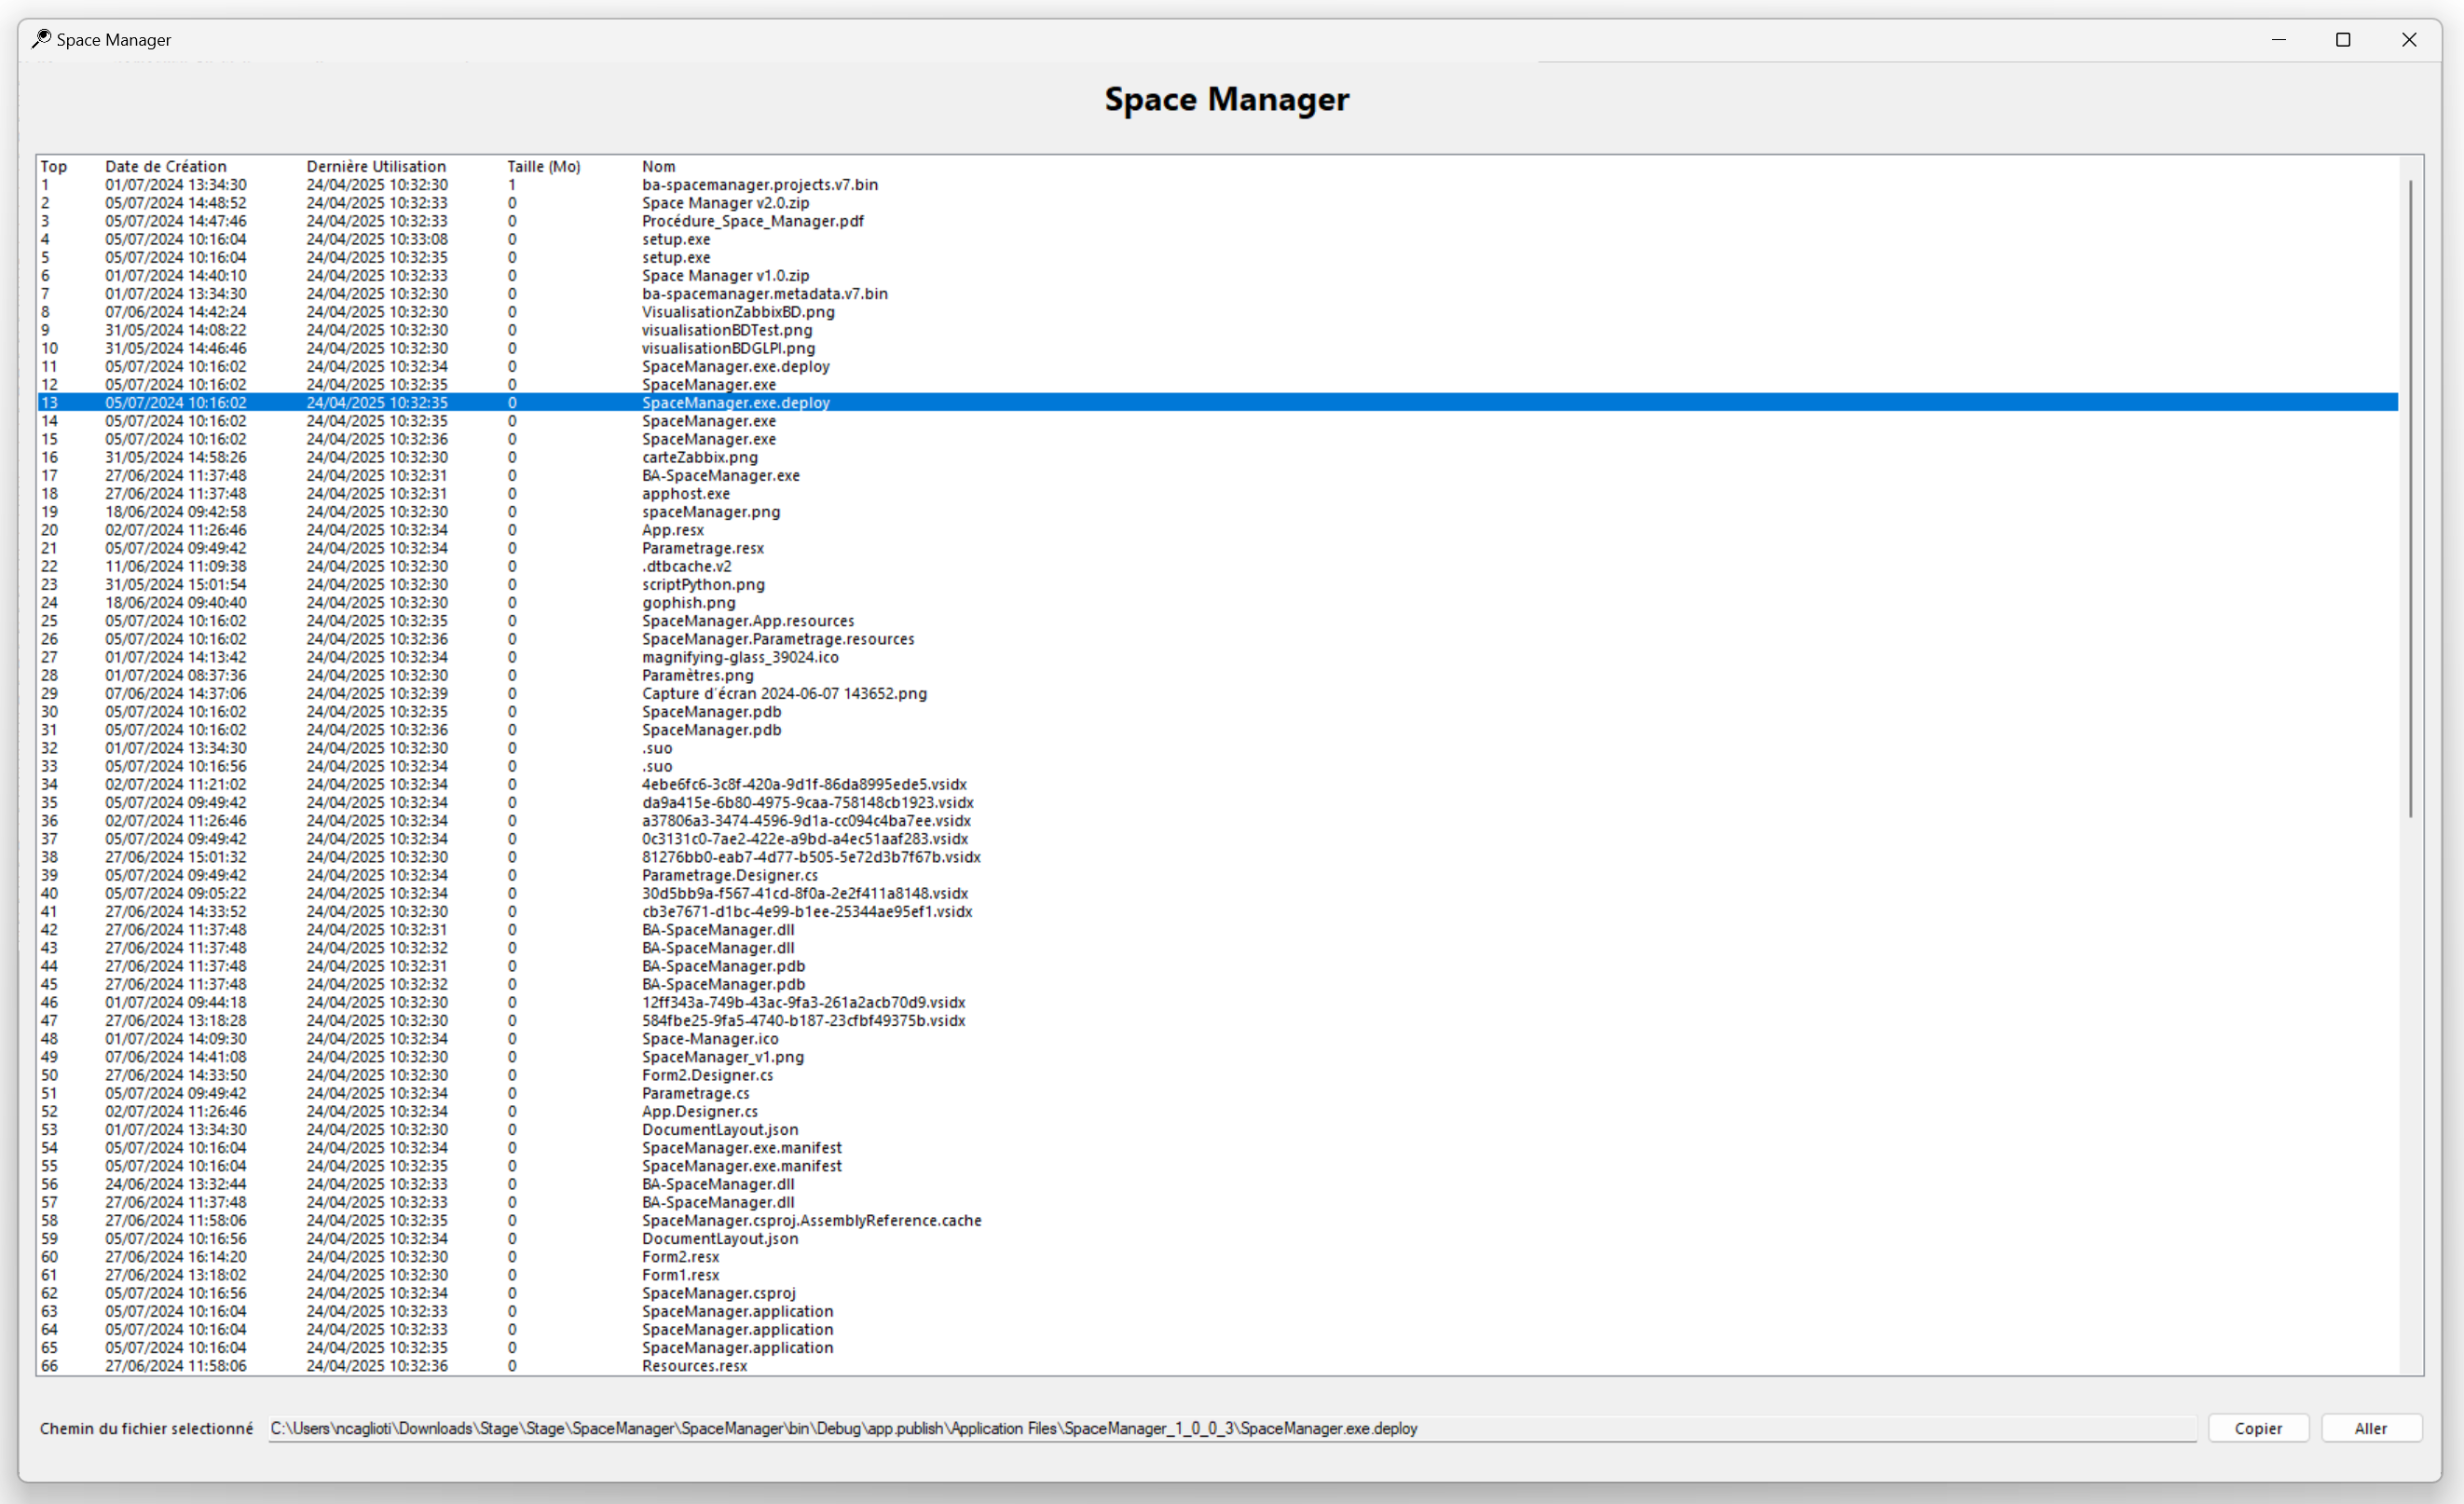 Space Manager
Space Manager
Top Date de Création Dernière Utilisation Taille (Mo) Nom
1 01/07/2024 13:34:30 24/04/2025 10:32:30 1 ba-spacemanager.projects.v7.bin
2 05/07/2024 14:48:52 24/04/2025 10:32:33 0 Space Manager v2.0.zip
3 05/07/2024 14:47:46 24/04/2025 10:32:33 0 Procédure_Space_Manager.pdf
4 05/07/2024 10:16:04 24/04/2025 10:33:08 0 setup.exe
5 05/07/2024 10:16:04 24/04/2025 10:32:35 0 setup.exe
6 01/07/2024 14:40:10 24/04/2025 10:32:33 0 Space Manager v1.0.zip
7 01/07/2024 13:34:30 24/04/2025 10:32:30 0 ba-spacemanager.metadata.v7.bin
8 07/06/2024 14:42:24 24/04/2025 10:32:30 0 VisualisationZabbixBD.png
9 31/05/2024 14:08:22 24/04/2025 10:32:30 0 visualisationBDTest.png
10 31/05/2024 14:46:46 24/04/2025 10:32:30 0 visualisationBDGLPI.png
11 05/07/2024 10:16:02 24/04/2025 10:32:34 0 SpaceManager.exe.deploy
12 05/07/2024 10:16:02 24/04/2025 10:32:35 0 SpaceManager.exe
13 05/07/2024 10:16:02 24/04/2025 10:32:35 0 SpaceManager.exe.deploy
14 05/07/2024 10:16:02 24/04/2025 10:32:35 0 SpaceManager.exe
15 05/07/2024 10:16:02 24/04/2025 10:32:36 0 SpaceManager.exe
16 31/05/2024 14:58:26 24/04/2025 10:32:30 0 carteZabbix.png
17 27/06/2024 11:37:48 24/04/2025 10:32:31 0 BA-SpaceManager.exe
18 27/06/2024 11:37:48 24/04/2025 10:32:31 0 apphost.exe
19 18/06/2024 09:42:58 24/04/2025 10:32:30 0 spaceManager.png
20 02/07/2024 11:26:46 24/04/2025 10:32:34 0 App.resx
21 05/07/2024 09:49:42 24/04/2025 10:32:34 0 Parametrage.resx
22 11/06/2024 11:09:38 24/04/2025 10:32:30 0 .dtbcache.v2
23 31/05/2024 15:01:54 24/04/2025 10:32:30 0 scriptPython.png
24 18/06/2024 09:40:40 24/04/2025 10:32:30 0 gophish.png
25 05/07/2024 10:16:02 24/04/2025 10:32:35 0 SpaceManager.App.resources
26 05/07/2024 10:16:02 24/04/2025 10:32:36 0 SpaceManager.Parametrage.resources
27 01/07/2024 14:13:42 24/04/2025 10:32:34 0 magnifying-glass_39024.ico
28 01/07/2024 08:37:36 24/04/2025 10:32:30 0 Paramètres.png
29 07/06/2024 14:37:06 24/04/2025 10:32:39 0 Capture d'écran 2024-06-07 143652.png
30 05/07/2024 10:16:02 24/04/2025 10:32:35 0 SpaceManager.pdb
31 05/07/2024 10:16:02 24/04/2025 10:32:36 0 SpaceManager.pdb
32 01/07/2024 13:34:30 24/04/2025 10:32:30 0 .suo
33 05/07/2024 10:16:56 24/04/2025 10:32:34 0 .suo
34 02/07/2024 11:21:02 24/04/2025 10:32:34 0 4ebe6fc6-3c8f-420a-9d1f-86da8995ede5.vsidx
35 05/07/2024 09:49:42 24/04/2025 10:32:34 0 da9a415e-6b80-4975-9caa-758148cb1923.vsidx
36 02/07/2024 11:26:46 24/04/2025 10:32:34 0 a37806a3-3474-4596-9d1a-cc094c4ba7ee.vsidx
37 05/07/2024 09:49:42 24/04/2025 10:32:34 0 0c3131c0-7ae2-422e-a9bd-a4ec51aaf283.vsidx
38 27/06/2024 15:01:32 24/04/2025 10:32:30 0 81276bb0-eab7-4d77-b505-5e72d3b7f67b.vsidx
39 05/07/2024 09:49:42 24/04/2025 10:32:34 0 Parametrage.Designer.cs
40 05/07/2024 09:05:22 24/04/2025 10:32:34 0 30d5bb9a-f567-41cd-8f0a-2e2f411a8148.vsidx
41 27/06/2024 14:33:52 24/04/2025 10:32:30 0 cb3e7671-d1bc-4e99-b1ee-25344ae95ef1.vsidx
42 27/06/2024 11:37:48 24/04/2025 10:32:31 0 BA-SpaceManager.dll
43 27/06/2024 11:37:48 24/04/2025 10:32:32 0 BA-SpaceManager.dll
44 27/06/2024 11:37:48 24/04/2025 10:32:31 0 BA-SpaceManager.pdb
45 27/06/2024 11:37:48 24/04/2025 10:32:32 0 BA-SpaceManager.pdb
46 01/07/2024 09:44:18 24/04/2025 10:32:30 0 12ff343a-749b-43ac-9fa3-261a2acb70d9.vsidx
47 27/06/2024 13:18:28 24/04/2025 10:32:30 0 584fbe25-9fa5-4740-b187-23cfbf49375b.vsidx
48 01/07/2024 14:09:30 24/04/2025 10:32:34 0 Space-Manager.ico
49 07/06/2024 14:41:08 24/04/2025 10:32:30 0 SpaceManager_v1.png
50 27/06/2024 14:33:50 24/04/2025 10:32:30 0 Form2.Designer.cs
51 05/07/2024 09:49:42 24/04/2025 10:32:34 0 Parametrage.cs
52 02/07/2024 11:26:46 24/04/2025 10:32:34 0 App.Designer.cs
53 01/07/2024 13:34:30 24/04/2025 10:32:30 0 DocumentLayout.json
54 05/07/2024 10:16:04 24/04/2025 10:32:34 0 SpaceManager.exe.manifest
55 05/07/2024 10:16:04 24/04/2025 10:32:35 0 SpaceManager.exe.manifest
56 24/06/2024 13:32:44 24/04/2025 10:32:33 0 BA-SpaceManager.dll
57 27/06/2024 11:37:48 24/04/2025 10:32:33 0 BA-SpaceManager.dll
58 27/06/2024 11:58:06 24/04/2025 10:32:35 0 SpaceManager.csproj.AssemblyReference.cache
59 05/07/2024 10:16:56 24/04/2025 10:32:34 0 DocumentLayout.json
60 27/06/2024 16:14:20 24/04/2025 10:32:30 0 Form2.resx
61 27/06/2024 13:18:02 24/04/2025 10:32:30 0 Form1.resx
62 05/07/2024 10:16:56 24/04/2025 10:32:34 0 SpaceManager.csproj
63 05/07/2024 10:16:04 24/04/2025 10:32:33 0 SpaceManager.application
64 05/07/2024 10:16:04 24/04/2025 10:32:33 0 SpaceManager.application
65 05/07/2024 10:16:04 24/04/2025 10:32:35 0 SpaceManager.application
66 27/06/2024 11:58:06 24/04/2025 10:32:36 0 Resources.resx
Chemin du fichier selectionné C:\Users\ncaglioti\Downloads\Stage\Stage\SpaceManager\SpaceManager\bin\Debug\app.publish\Application Files\SpaceManager_1_0_0_3\SpaceManager.exe.deploy Copier Aller